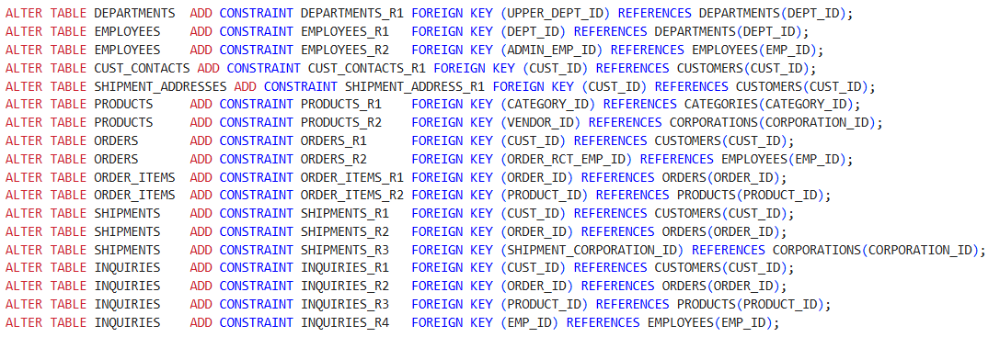 ALTER TABLE DEPARTMENTS  ADD CONSTRAINT DEPARTMENTS_R1 FOREIGN KEY (UPPER_DEPT_ID) REFERENCES DEPARTMENTS(DEPT_ID);
ALTER TABLE EMPLOYEES    ADD CONSTRAINT EMPLOYEES_R1   FOREIGN KEY (DEPT_ID) REFERENCES DEPARTMENTS(DEPT_ID);
ALTER TABLE EMPLOYEES    ADD CONSTRAINT EMPLOYEES_R2   FOREIGN KEY (ADMIN_EMP_ID) REFERENCES EMPLOYEES(EMP_ID);
ALTER TABLE CUST_CONTACTS ADD CONSTRAINT CUST_CONTACTS_R1 FOREIGN KEY (CUST_ID) REFERENCES CUSTOMERS(CUST_ID);
ALTER TABLE SHIPMENT_ADDRESSES ADD CONSTRAINT SHIPMENT_ADDRESS_R1 FOREIGN KEY (CUST_ID) REFERENCES CUSTOMERS(CUST_ID);
ALTER TABLE PRODUCTS     ADD CONSTRAINT PRODUCTS_R1    FOREIGN KEY (CATEGORY_ID) REFERENCES CATEGORIES(CATEGORY_ID);
ALTER TABLE PRODUCTS     ADD CONSTRAINT PRODUCTS_R2    FOREIGN KEY (VENDOR_ID) REFERENCES CORPORATIONS(CORPORATION_ID);
ALTER TABLE ORDERS       ADD CONSTRAINT ORDERS_R1      FOREIGN KEY (CUST_ID) REFERENCES CUSTOMERS(CUST_ID);
ALTER TABLE ORDERS       ADD CONSTRAINT ORDERS_R2      FOREIGN KEY (ORDER_RCT_EMP_ID) REFERENCES EMPLOYEES(EMP_ID);
ALTER TABLE ORDER_ITEMS  ADD CONSTRAINT ORDER_ITEMS_R1 FOREIGN KEY (ORDER_ID) REFERENCES ORDERS(ORDER_ID);
ALTER TABLE ORDER_ITEMS  ADD CONSTRAINT ORDER_ITEMS_R2 FOREIGN KEY (PRODUCT_ID) REFERENCES PRODUCTS(PRODUCT_ID);
ALTER TABLE SHIPMENTS    ADD CONSTRAINT SHIPMENTS_R1   FOREIGN KEY (CUST_ID) REFERENCES CUSTOMERS(CUST_ID);
ALTER TABLE SHIPMENTS    ADD CONSTRAINT SHIPMENTS_R2   FOREIGN KEY (ORDER_ID) REFERENCES ORDERS(ORDER_ID);
ALTER TABLE SHIPMENTS    ADD CONSTRAINT SHIPMENTS_R3   FOREIGN KEY (SHIPMENT_CORPORATION_ID) REFERENCES CORPORATIONS(CORPORATION_ID);
ALTER TABLE INQUIRIES    ADD CONSTRAINT INQUIRIES_R1   FOREIGN KEY (CUST_ID) REFERENCES CUSTOMERS(CUST_ID);
ALTER TABLE INQUIRIES    ADD CONSTRAINT INQUIRIES_R2   FOREIGN KEY (ORDER_ID) REFERENCES ORDERS(ORDER_ID);
ALTER TABLE INQUIRIES    ADD CONSTRAINT INQUIRIES_R3   FOREIGN KEY (PRODUCT_ID) REFERENCES PRODUCTS(PRODUCT_ID);
ALTER TABLE INQUIRIES    ADD CONSTRAINT INQUIRIES_R4   FOREIGN KEY (EMP_ID) REFERENCES EMPLOYEES(EMP_ID);